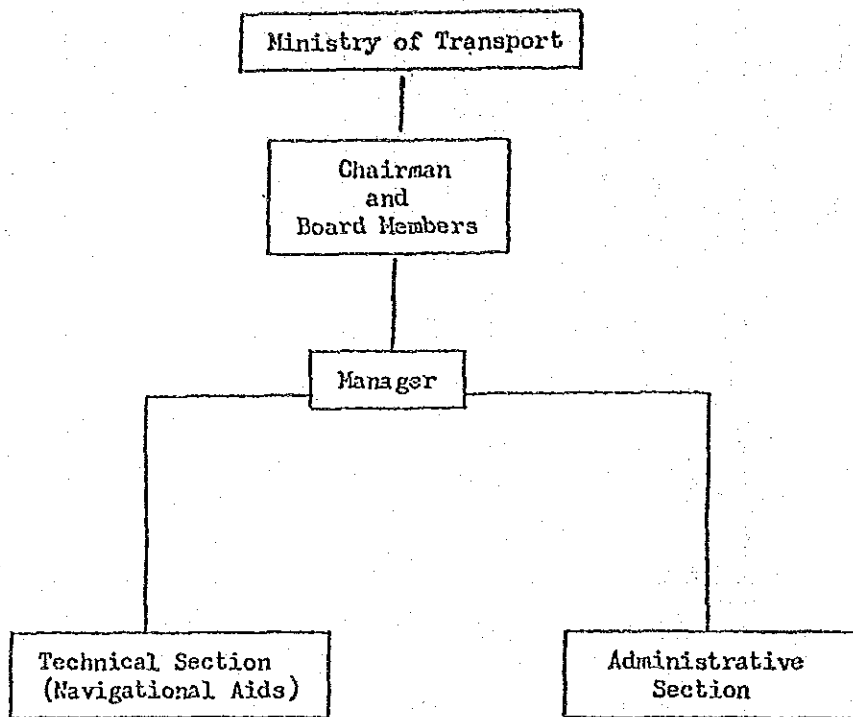 Ministry of Transport
Chairman
and
Board Members
Manager
Technical Section
(Navigational Aids)
Administrative
Section